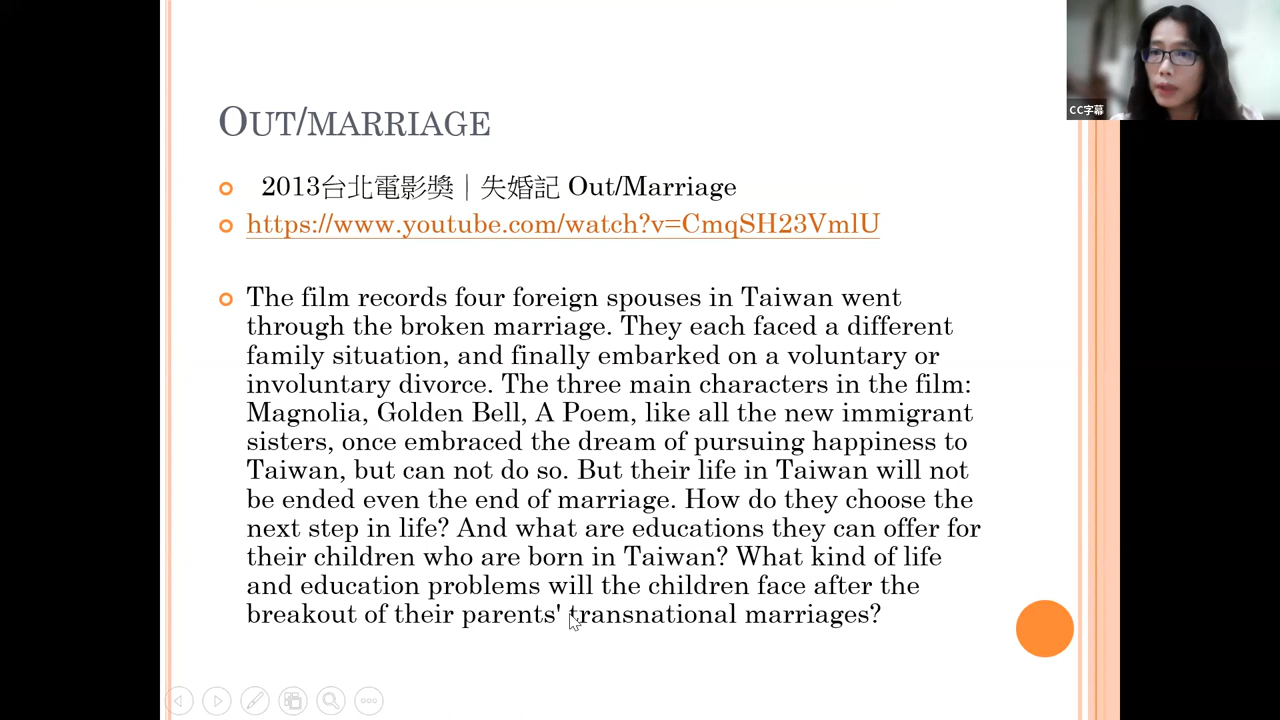 OUT/MARRIAGE
2013台北電影獎｜失婚記 Out/Marriage
https://www.youtube.com/watch?v=CmqSH23VmlU
The film records four foreign spouses in Taiwan went
through the broken marriage. They each faced a different
family situation, and finally embarked on a voluntary or
involuntary divorce. The three main characters in the film:
Magnolia, Golden Bell, A Poem, like all the new immigrant
sisters, once embraced the dream of pursuing happiness to
Taiwan, but can not do so. But their life in Taiwan will not
be ended even the end of marriage. How do they choose the
next step in life? And what are educations they can offer for
their children who are born in Taiwan? What kind of life
and education problems will the children face after the
breakout of their parents' transnational marriages?
CC字幕